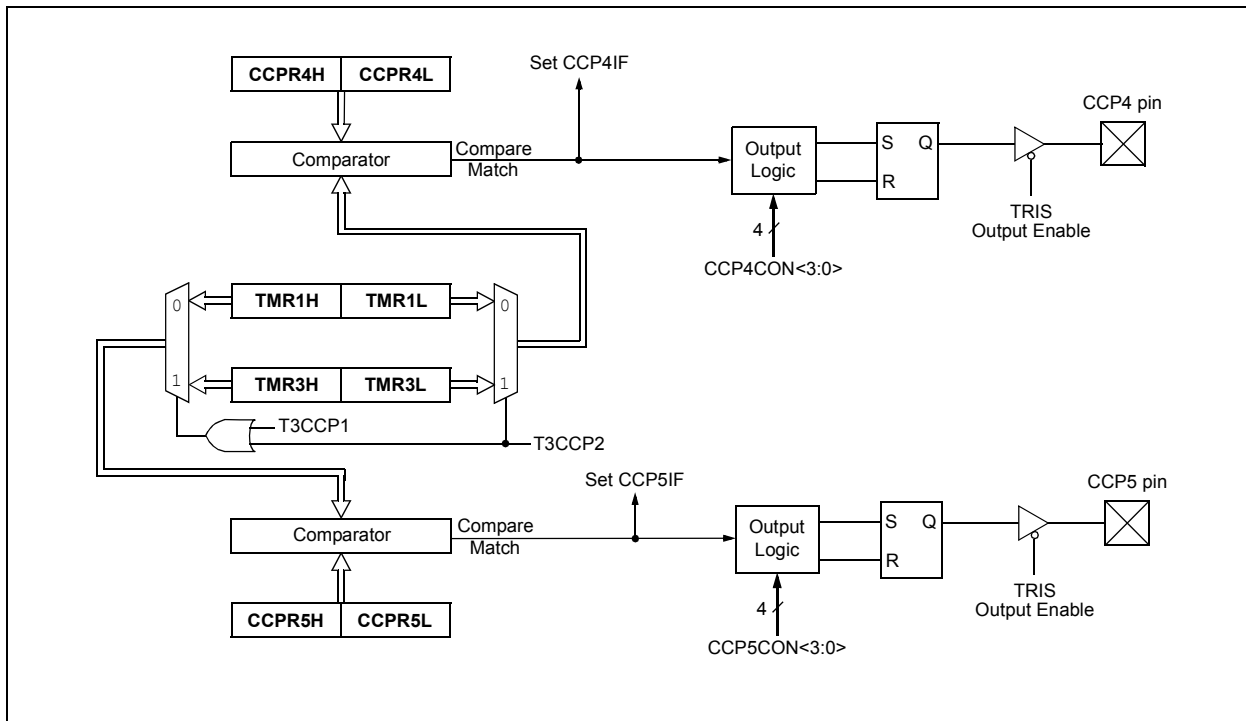 CCPR4H CCPR4L
Set CCP4IF
CCP4 pin
Comparator
Compare
Match
Output
Logic
S Q
R
TRIS
Output Enable
4
CCP4CON<3:0>
0 TMR1H TMR1L 0
1 TMR3H TMR3L 1
T3CCP1
T3CCP2
Set CCP5IF
CCP5 pin
Comparator
Compare
Match
Output
Logic
S Q
R
TRIS
Output Enable
4
CCPR5H CCPR5L
CCP5CON<3:0>